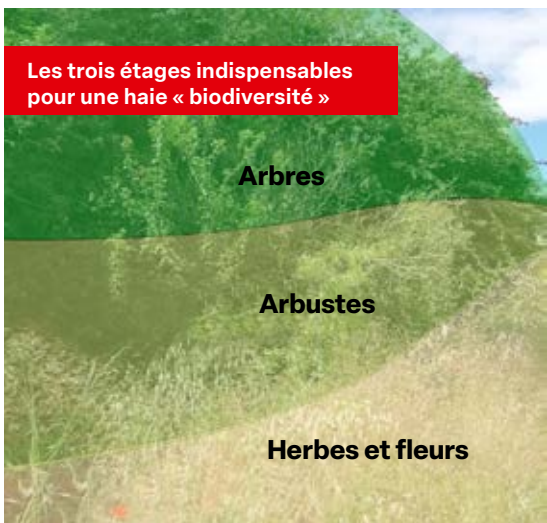 Les trois étages indispensables
pour une haie « biodiversité »
Arbres
Arbustes
Herbes et fleurs